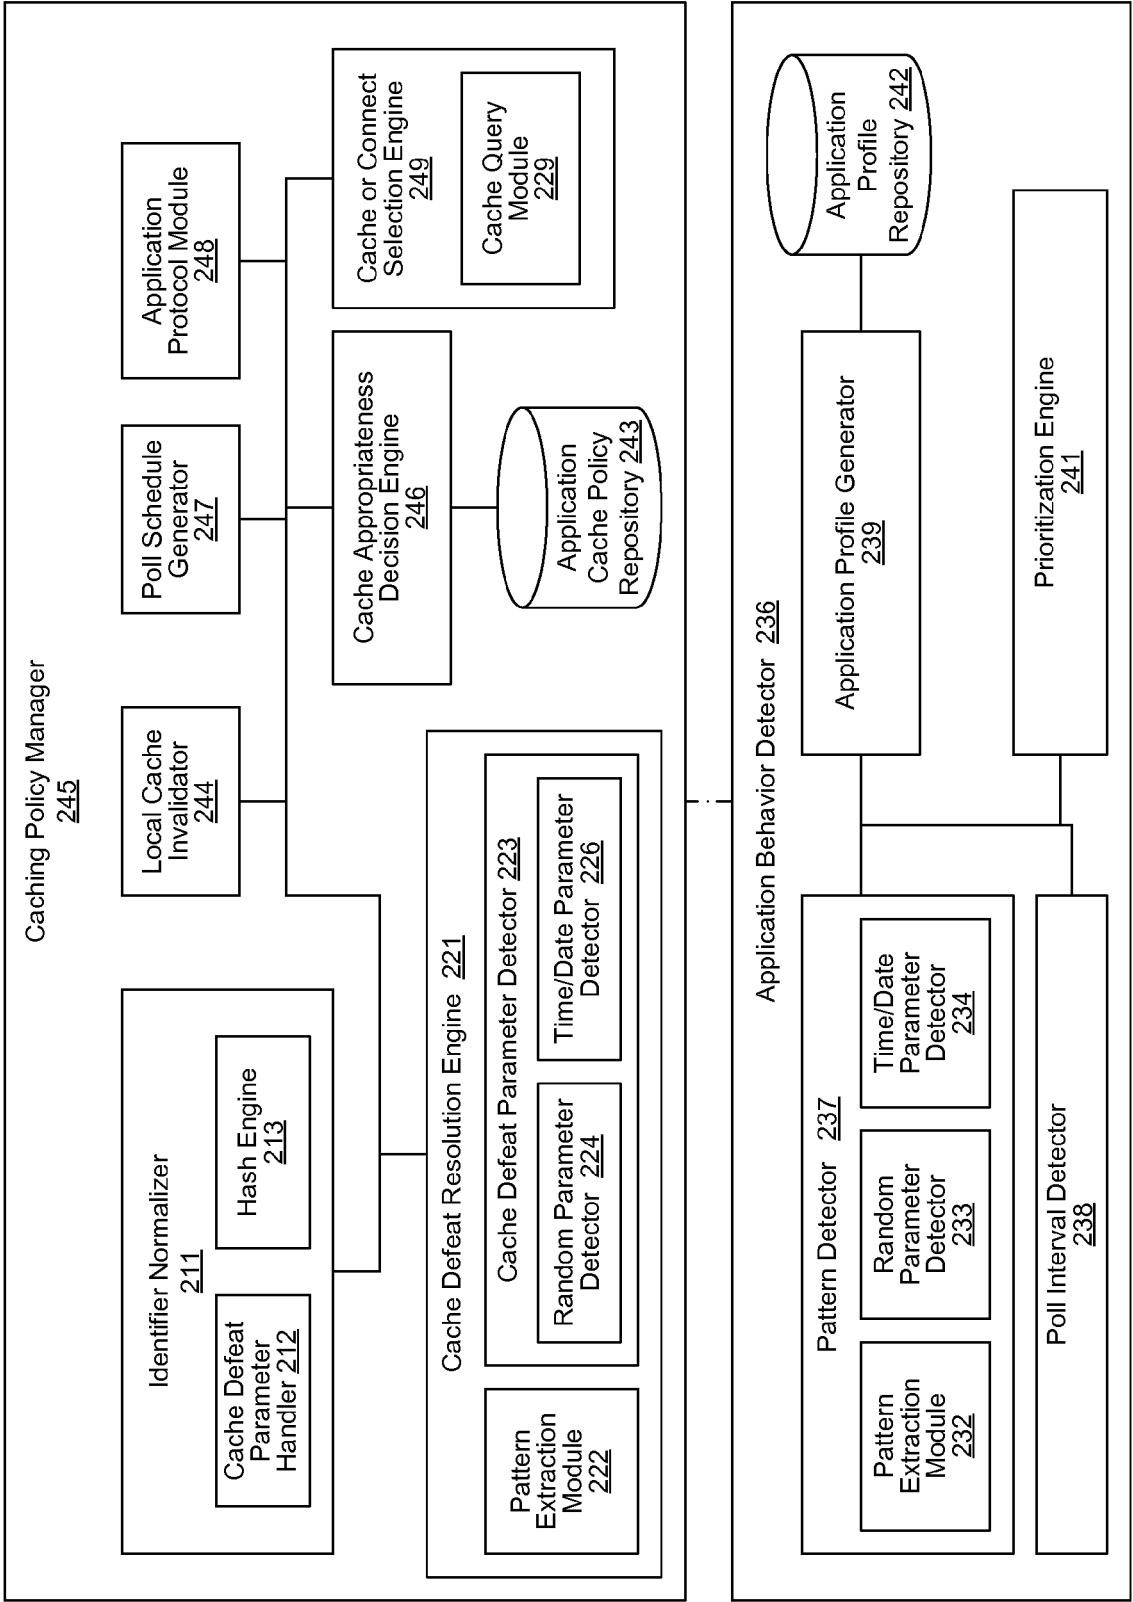 Caching Policy Manager
245
Identifier Normalizer
211
Cache Defeat
Parameter
Handler 212
Hash Engine
213
Local Cache
Invalidator
244
Poll Schedule
Generator
247
Application
Protocol Module
248
Cache Defeat Resolution Engine 221
Pattern
Extraction
Module
222
Cache Defeat Parameter Detector 223
Random Parameter
Detector 224
Time/Date Parameter
Detector 226
Cache Appropriateness
Decision Engine
246
Application
Cache Policy
Repository 243
Cache or Connect
Selection Engine
249
Cache Query
Module
229
Application Behavior Detector 236
Pattern Detector 237
Pattern
Extraction
Module
232
Random
Parameter
Detector
233
Time/Date
Parameter
Detector
234
Poll Interval Detector
238
Application Profile Generator
239
Application
Profile
Repository 242
Prioritization Engine
241